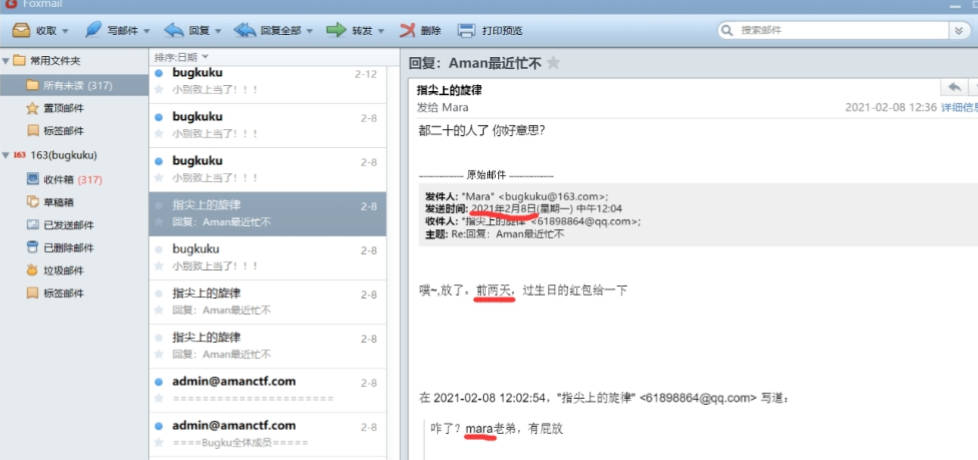 Foxmail
收取 写邮件 回复 回复全部 转发 删除 打印预览 搜索邮件
常用文件夹
所有未读 (317)
置顶邮件
标签邮件
163 163(bugkuku)
收件箱 (317)
草稿箱
已发送邮件
已删除邮件
垃圾邮件
标签邮件
排序:日期
bugkuku 2-12
小别致上当了！！！
bugkuku 2-8
小别致上当了！！！
bugkuku 2-8
小别致上当了！！！
指尖上的旋律 2-8
回复：Aman最近忙不
bugkuku 2-8
小别致上当了！！！
指尖上的旋律 2-8
回复：Aman最近忙不
指尖上的旋律 2-8
回复：Aman最近忙不
admin@amanctf.com 2-8
======================
admin@amanctf.com 2-8
====Bugku全体成员=====
回复：Aman最近忙不
指尖上的旋律
发给 Mara 2021-02-08 12:36 详细信息
都二十的人了 你好意思?
------------------ 原始邮件 ------------------
发件人: "Mara" <bugkuku@163.com>;
发送时间: 2021年2月8日(星期一) 中午12:04
收件人: "指尖上的旋律" <61898864@qq.com>;
主题: Re:回复：Aman最近忙不
噗~,放了。前两天，过生日的红包给一下
在 2021-02-08 12:02:54，"指尖上的旋律" <61898864@qq.com> 写道：
咋了？mara老弟，有屁放